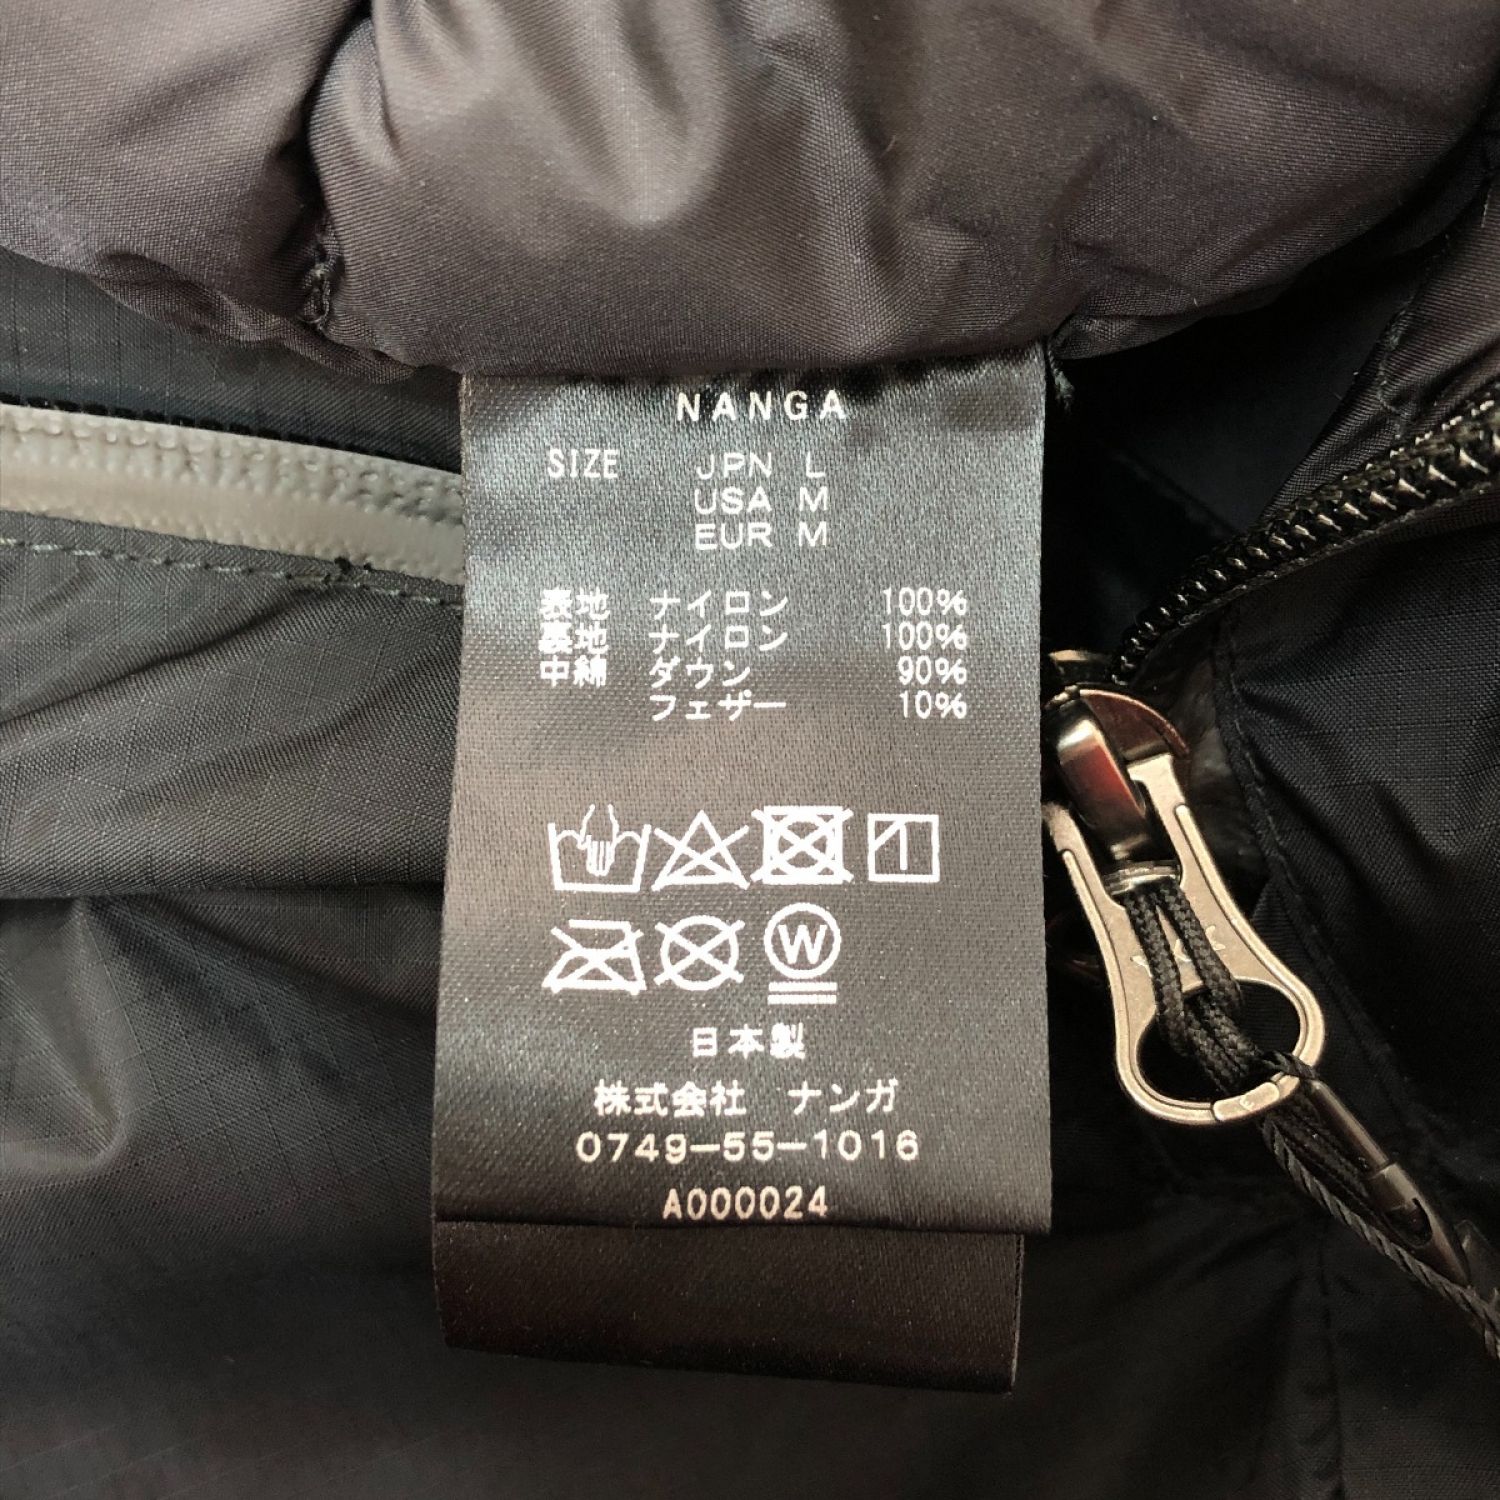 NANGA
SIZE JPN L
USA M
EUR M
表地 ナイロン 100%
裏地 ナイロン 100%
中綿 ダウン 90%
フェザー 10%
W
日本製
株式会社 ナンガ
0749-55-1016
A000024